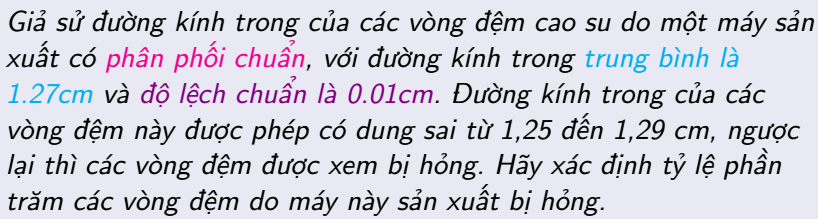 Giả sử đường kính trong của các vòng đệm cao su do một máy sản
xuất có phân phối chuẩn, với đường kính trong trung bình là
1.27cm và độ lệch chuẩn là 0.01cm. Đường kính trong của các
vòng đệm này được phép có dung sai từ 1,25 đến 1,29 cm, ngược
lại thì các vòng đệm được xem bị hỏng. Hãy xác định tỷ lệ phần
trăm các vòng đệm do máy này sản xuất bị hỏng.